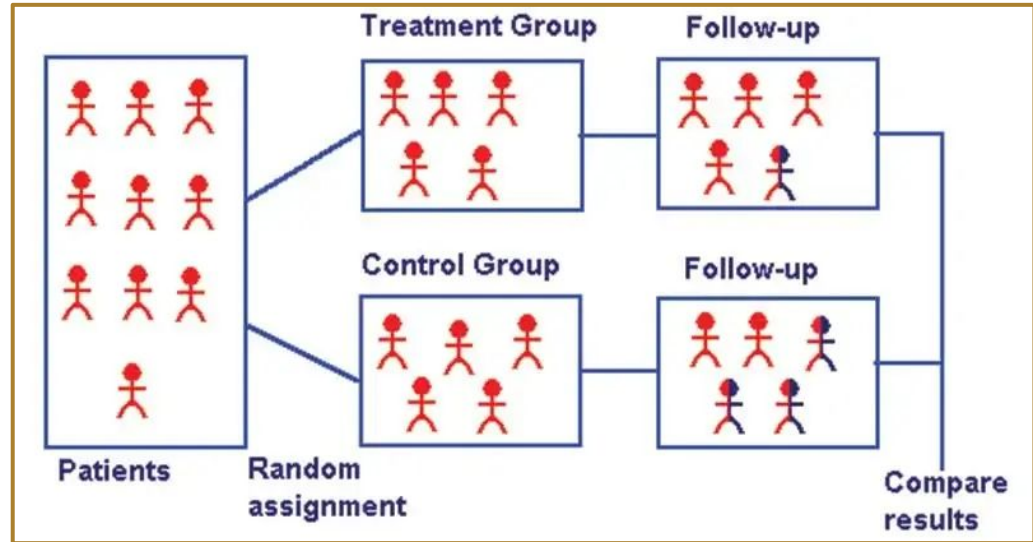 Treatment Group
Follow-up
Control Group
Follow-up
Patients
Random
assignment
Compare
results